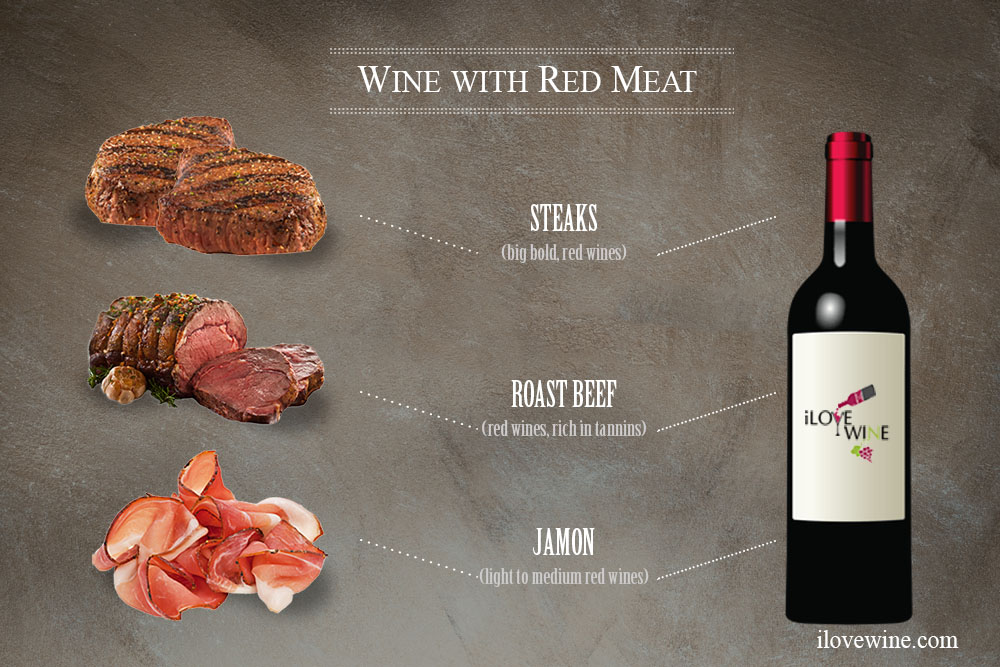 WINE WITH RED MEAT
STEAKS
(big bold, red wines)
ROAST BEEF
(red wines, rich in tannins)
JAMON
(light to medium red wines)
iLOVE
WINE
ilovewine.com